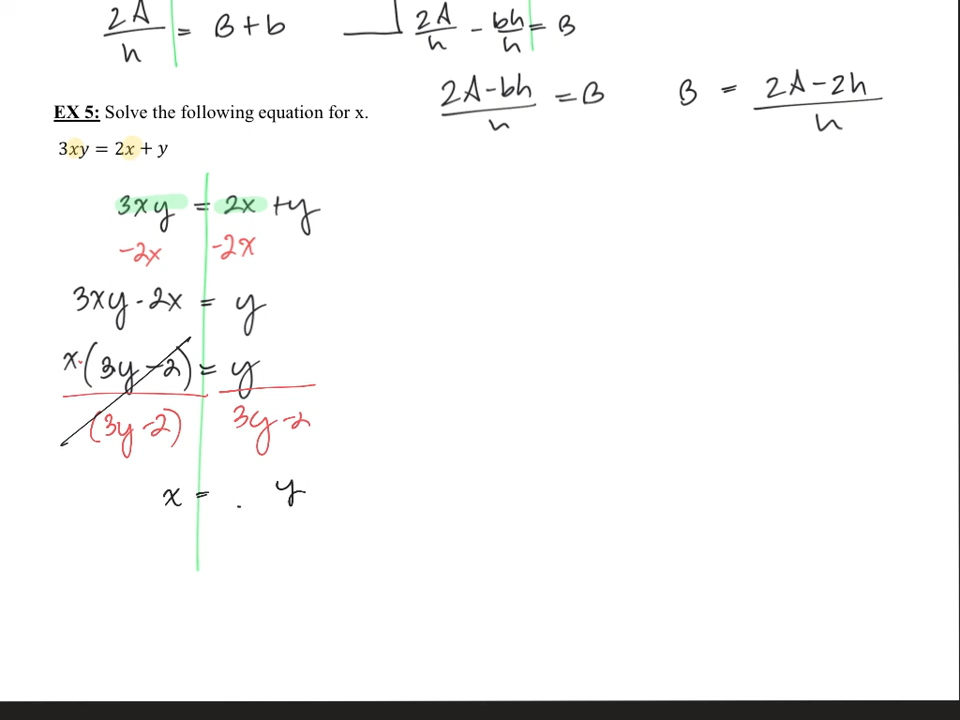 2A/h = B + b
2A/h - bh/h = B
(2A - bh)/h = B
B = (2A - 2h)/h
EX 5: Solve the following equation for x.
3xy = 2x + y
3xy = 2x + y
-2x -2x
3xy - 2x = y
x·(3y - 2) = y
(3y - 2) 3y - 2
x = . y